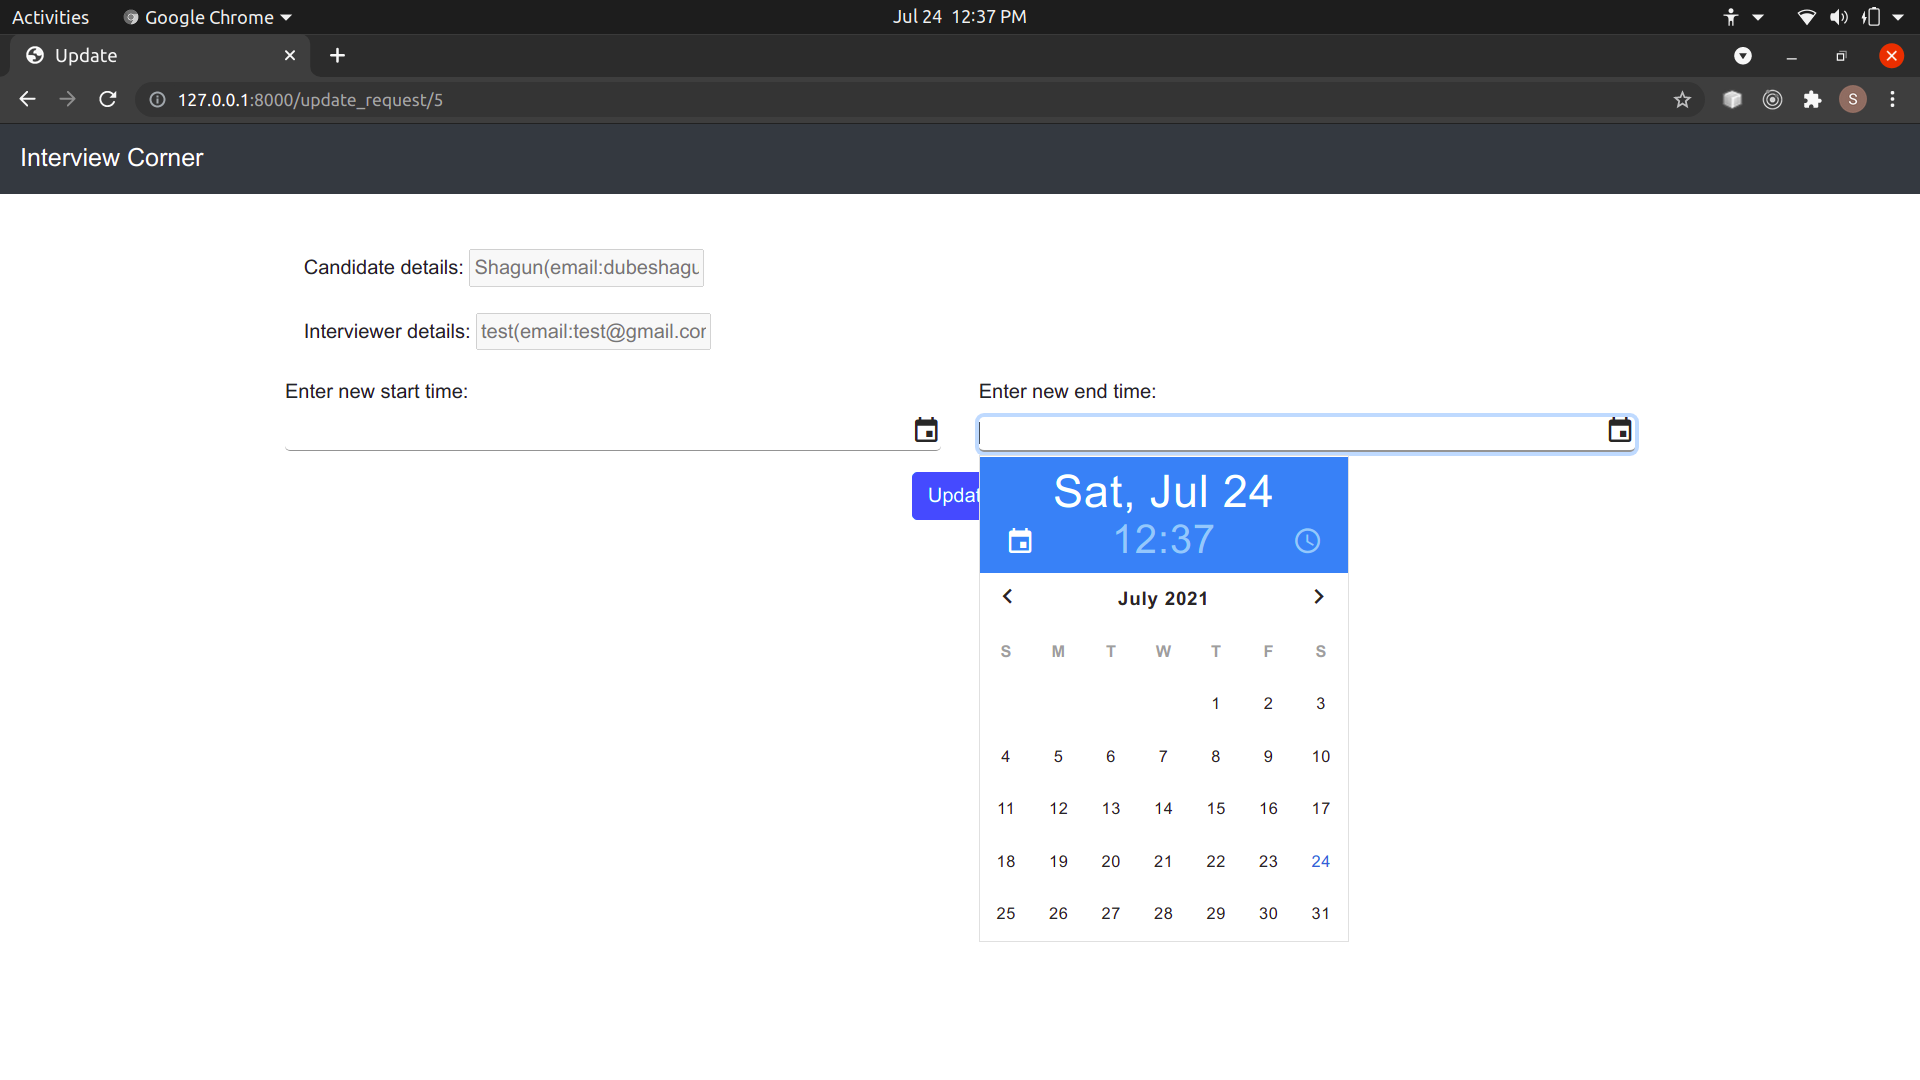 Activities
Google Chrome
Jul 24 12:37 PM
Update
127.0.0.1:8000/update_request/5
S
Interview Corner
Candidate details: Shagun(email:dubeshagu
Interviewer details: test(email:test@gmail.cor
Enter new start time:
Enter new end time:
Updat
Sat, Jul 24
12:37
July 2021
S M T W T F S
1 2 3
4 5 6 7 8 9 10
11 12 13 14 15 16 17
18 19 20 21 22 23 24
25 26 27 28 29 30 31